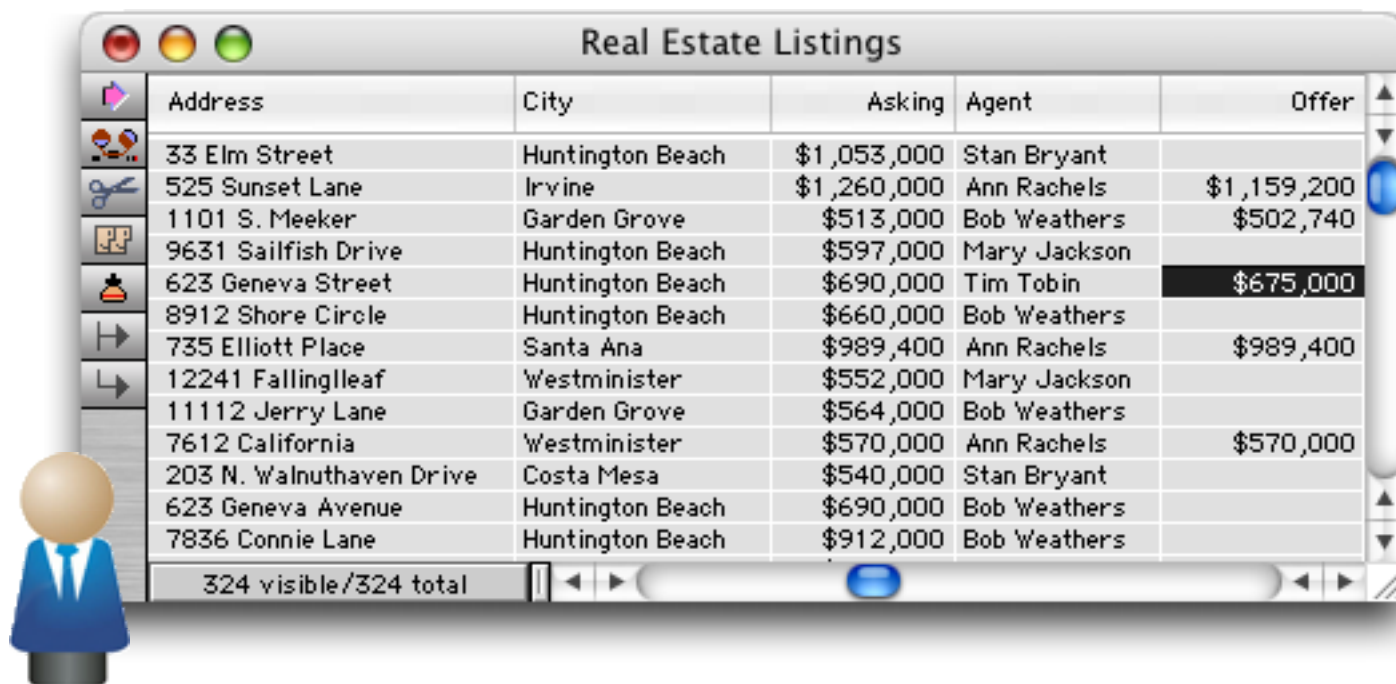 Real Estate Listings
Address City Asking Agent Offer
33 Elm Street Huntington Beach $1,053,000 Stan Bryant
525 Sunset Lane Irvine $1,260,000 Ann Rachels $1,159,200
1101 S. Meeker Garden Grove $513,000 Bob Weathers $502,740
9631 Sailfish Drive Huntington Beach $597,000 Mary Jackson
623 Geneva Street Huntington Beach $690,000 Tim Tobin $675,000
8912 Shore Circle Huntington Beach $660,000 Bob Weathers
735 Elliott Place Santa Ana $989,400 Ann Rachels $989,400
12241 Fallinglleaf Westminister $552,000 Mary Jackson
11112 Jerry Lane Garden Grove $564,000 Bob Weathers
7612 California Westminister $570,000 Ann Rachels $570,000
203 N. Walnuthaven Drive Costa Mesa $540,000 Stan Bryant
623 Geneva Avenue Huntington Beach $690,000 Bob Weathers
7836 Connie Lane Huntington Beach $912,000 Bob Weathers
324 visible/324 total